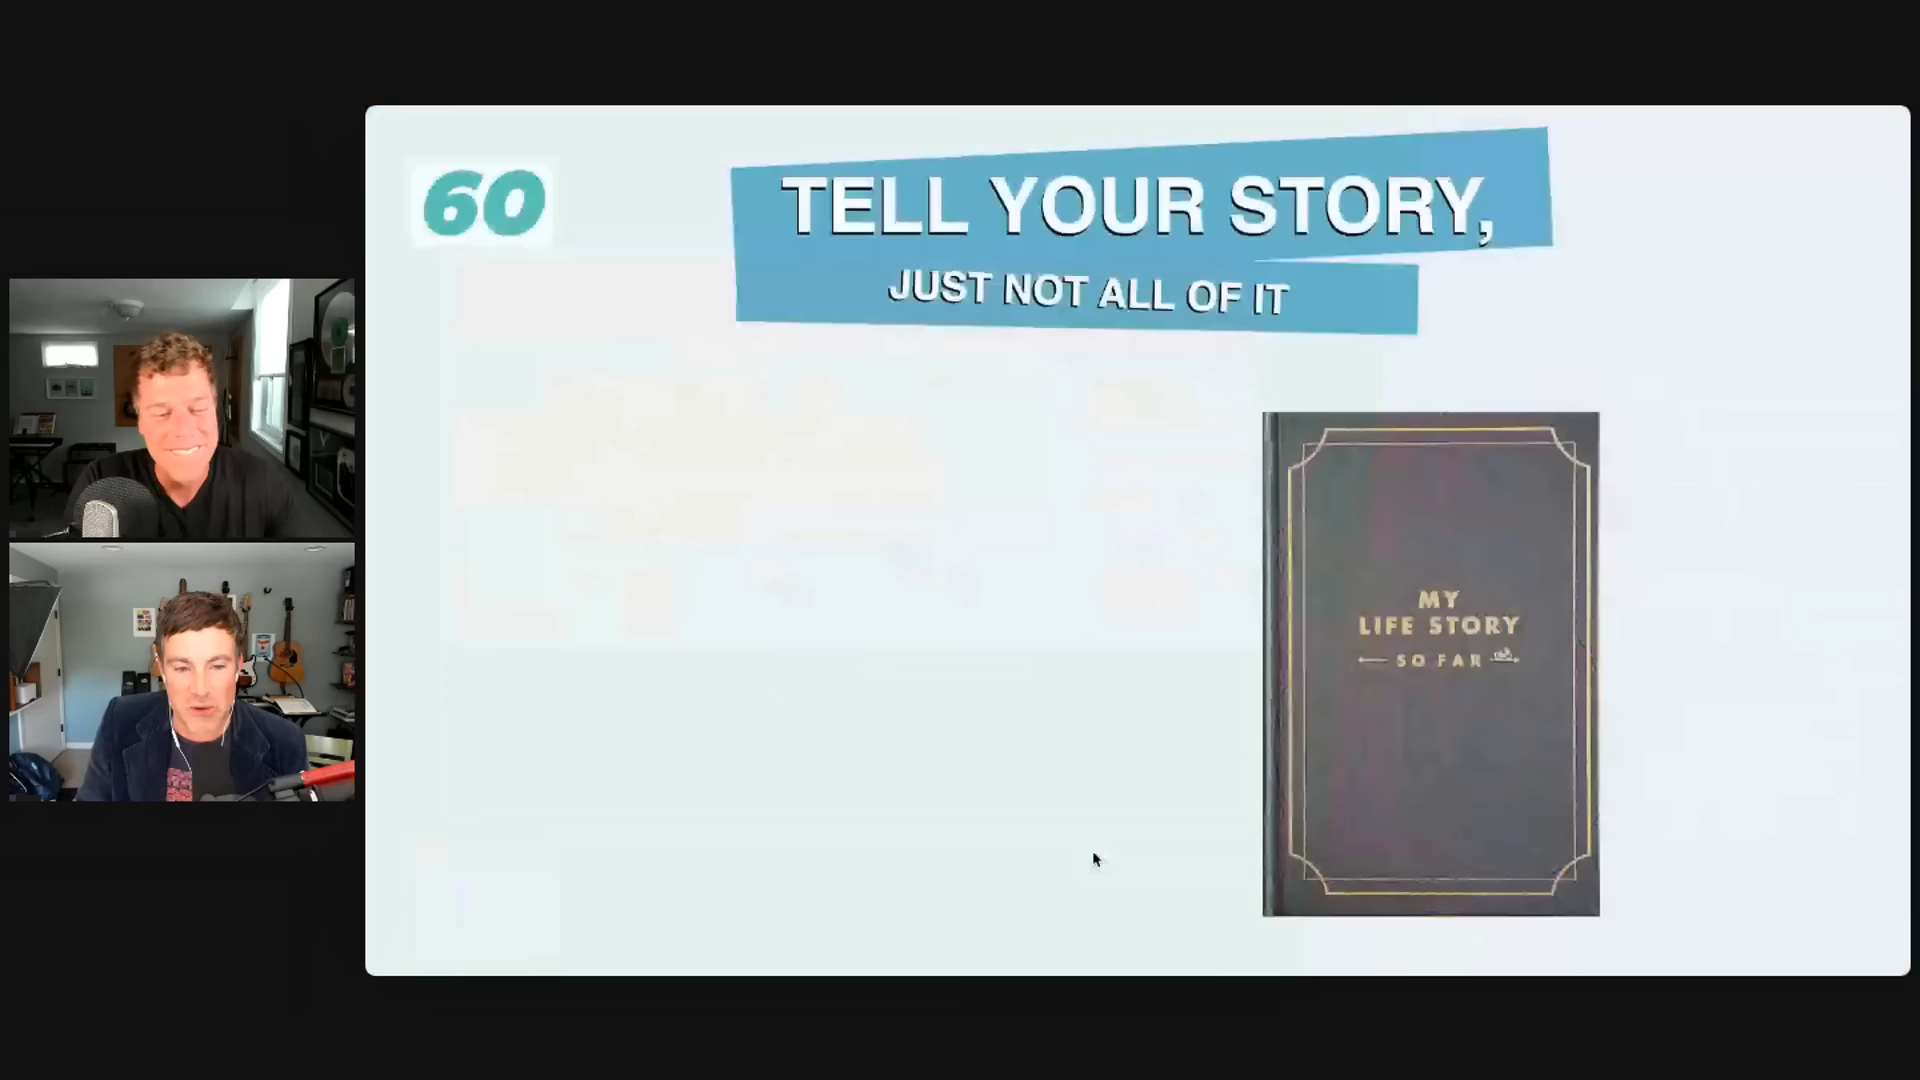 60
TELL YOUR STORY,
JUST NOT ALL OF IT
MY
LIFE STORY
SO FAR